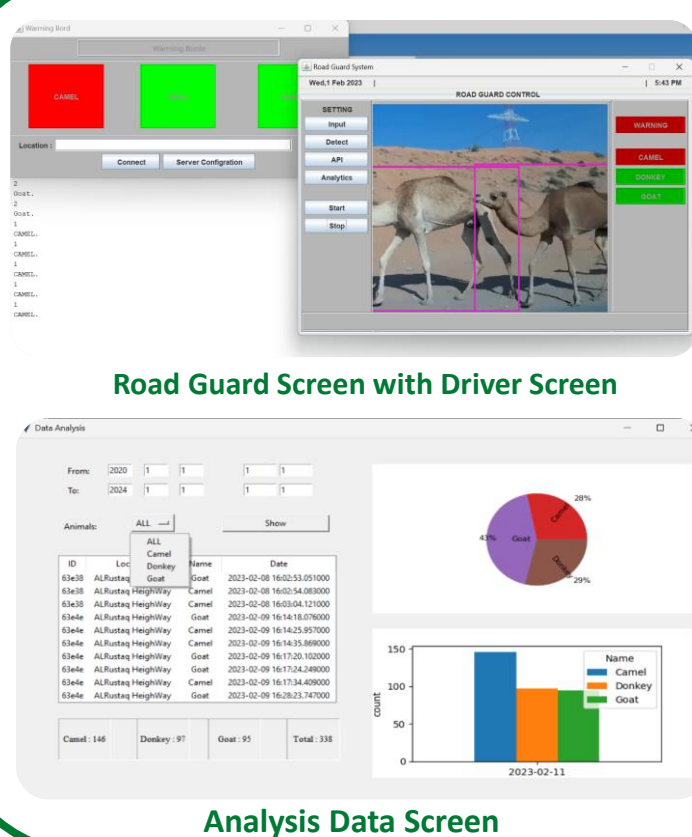 Warning Bord
Warning Borde
CAMEL
Location :
Connect
Server Configration
2
Goat.
2
Goat.
1
CAMEL.
1
CAMEL.
1
CAMEL.
1
CAMEL.
1
CAMEL.
Road Guard System
Wed,1 Feb 2023 | | 5:43 PM
ROAD GUARD CONTROL
SETTING
Input
Detect
API
Analytics
Start
Stop
WARNING
CAMEL
DONKEY
GOAT
Road Guard Screen with Driver Screen
Data Analysis
From: 2020 1 1 1 1
To: 2024 1 1 1 1
Animals: ALL Show
ALL
Camel
Donkey
Goat
ID Loc Name Date
63e38 ALRustaq Goat 2023-02-08 16:02:53.051000
63e38 ALRustaq HeighWay Camel 2023-02-08 16:02:54.083000
63e38 ALRustaq HeighWay Camel 2023-02-08 16:03:04.121000
63e4e ALRustaq HeighWay Goat 2023-02-09 16:14:18.076000
63e4e ALRustaq HeighWay Camel 2023-02-09 16:14:25.957000
63e4e ALRustaq HeighWay Camel 2023-02-09 16:14:35.869000
63e4e ALRustaq HeighWay Goat 2023-02-09 16:17:20.102000
63e4e ALRustaq HeighWay Goat 2023-02-09 16:17:24.249000
63e4e ALRustaq HeighWay Camel 2023-02-09 16:17:34.409000
63e4e ALRustaq HeighWay Goat 2023-02-09 16:28:23.747000
Camel : 146 Donkey : 97 Goat : 95 Total : 338
28%
Camel
43% Goat
Donkey
29%
150
100
50
0
count
Name
Camel
Donkey
Goat
2023-02-11
Analysis Data Screen